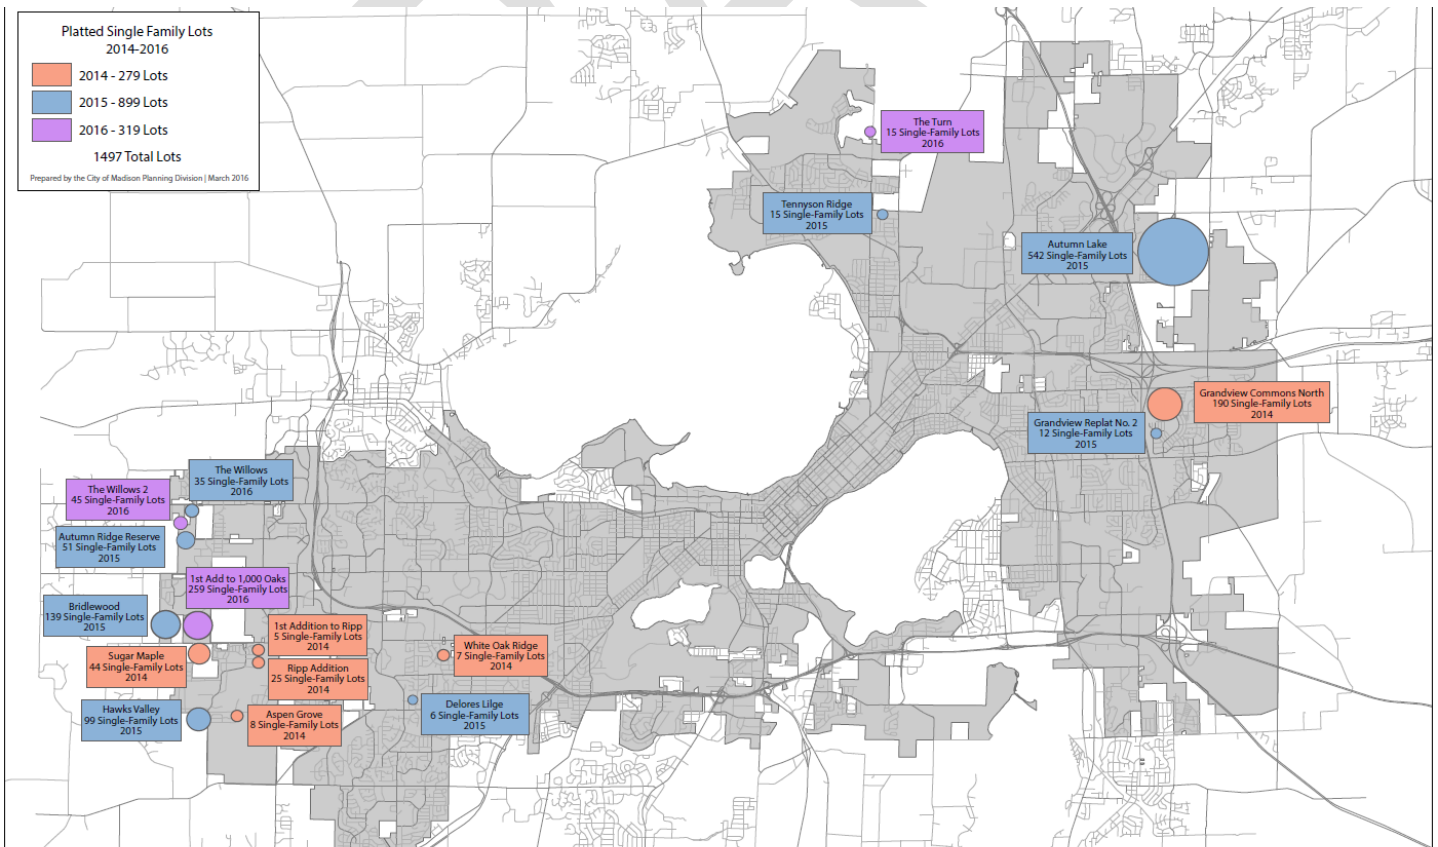 Platted Single Family Lots
2014-2016
2014 - 279 Lots
2015 - 899 Lots
2016 - 319 Lots
1497 Total Lots
Prepared by the City of Madison Planning Division | March 2016
The Turn
15 Single-Family Lots
2016
Tennyson Ridge
15 Single-Family Lots
2015
Autumn Lake
542 Single-Family Lots
2015
Grandview Commons North
190 Single-Family Lots
2014
Grandview Replat No. 2
12 Single-Family Lots
2015
The Willows
35 Single-Family Lots
2016
The Willows 2
45 Single-Family Lots
2016
Autumn Ridge Reserve
51 Single-Family Lots
2015
1st Add to 1,000 Oaks
259 Single-Family Lots
2016
Bridlewood
139 Single-Family Lots
2015
1st Addition to Ripp
5 Single-Family Lots
2014
White Oak Ridge
7 Single-Family Lots
2014
Sugar Maple
44 Single-Family Lots
2014
Ripp Addition
25 Single-Family Lots
2014
Hawks Valley
99 Single-Family Lots
2015
Aspen Grove
8 Single-Family Lots
2014
Delores Lilge
6 Single-Family Lots
2015